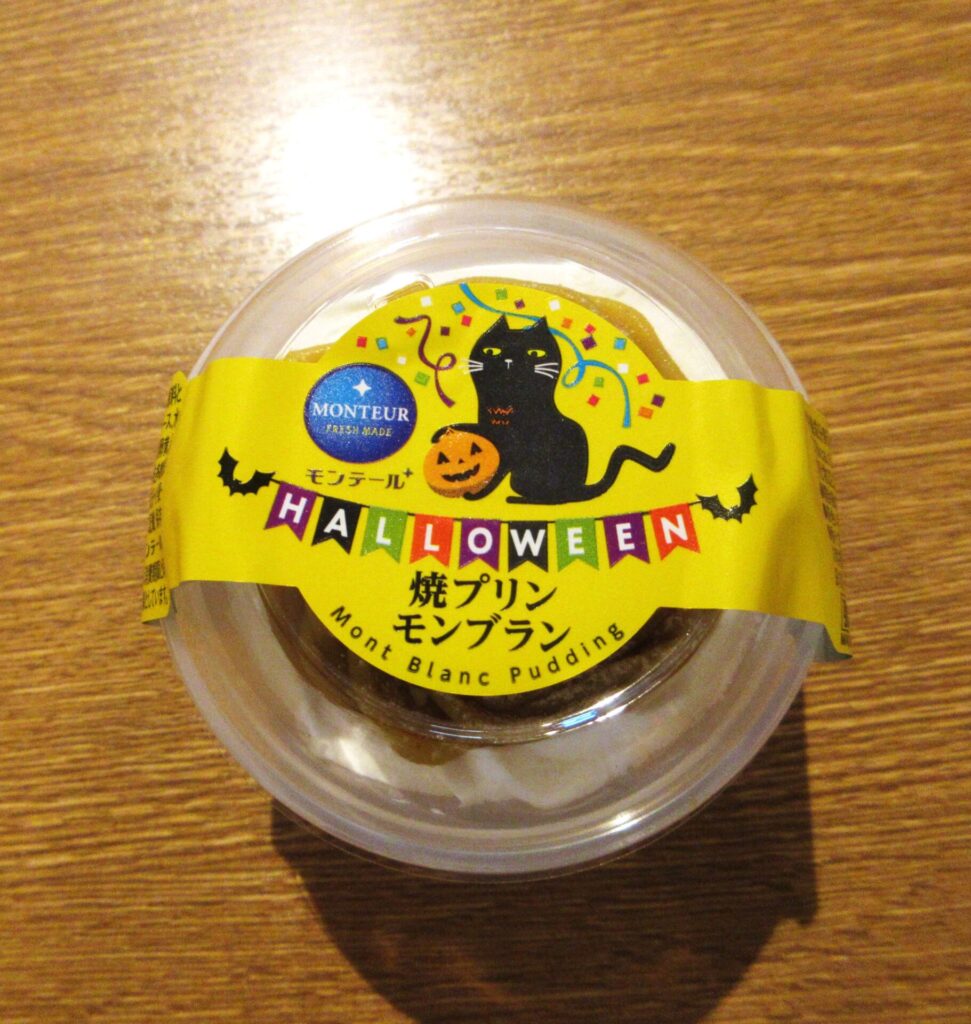 MONTEUR
FRESH MADE
モンテール
HALLOWEEN
焼プリン
モンブラン
Mont Blanc Pudding